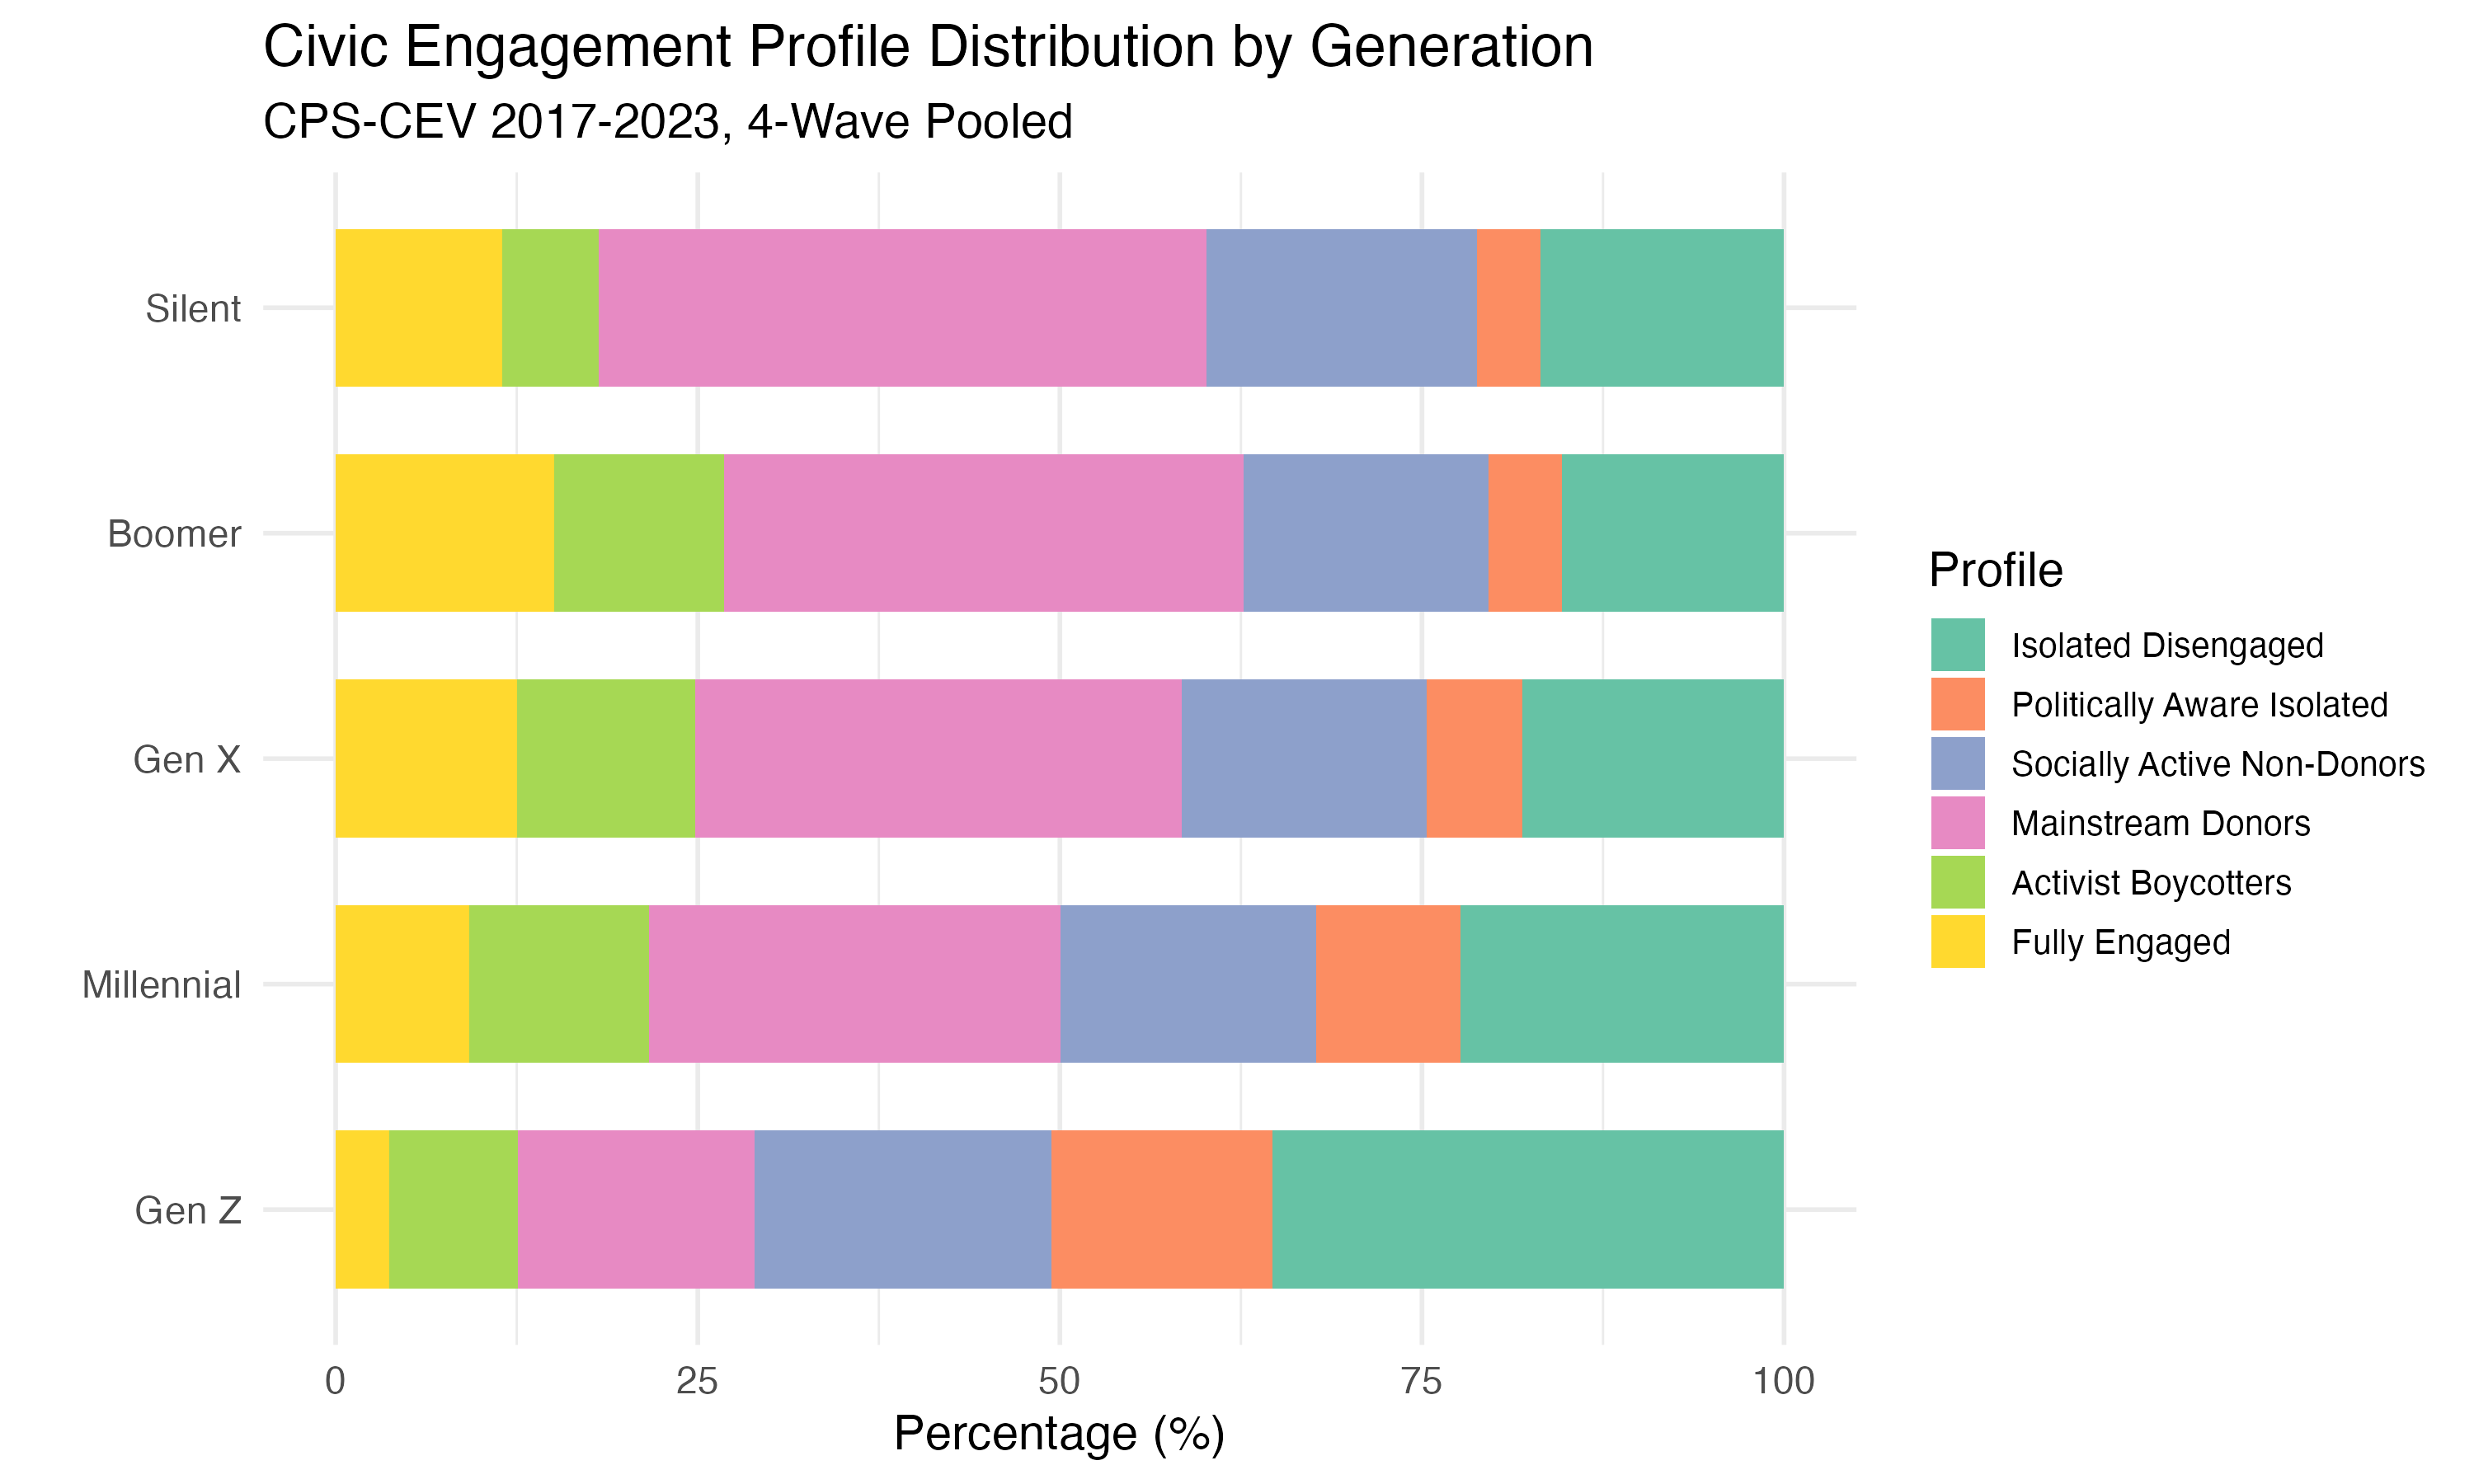 Civic Engagement Profile Distribution by Generation
CPS-CEV 2017-2023, 4-Wave Pooled
Silent
Boomer
Gen X
Millennial
Gen Z
0 25 50 75 100
Percentage (%)
Profile
Isolated Disengaged
Politically Aware Isolated
Socially Active Non-Donors
Mainstream Donors
Activist Boycotters
Fully Engaged